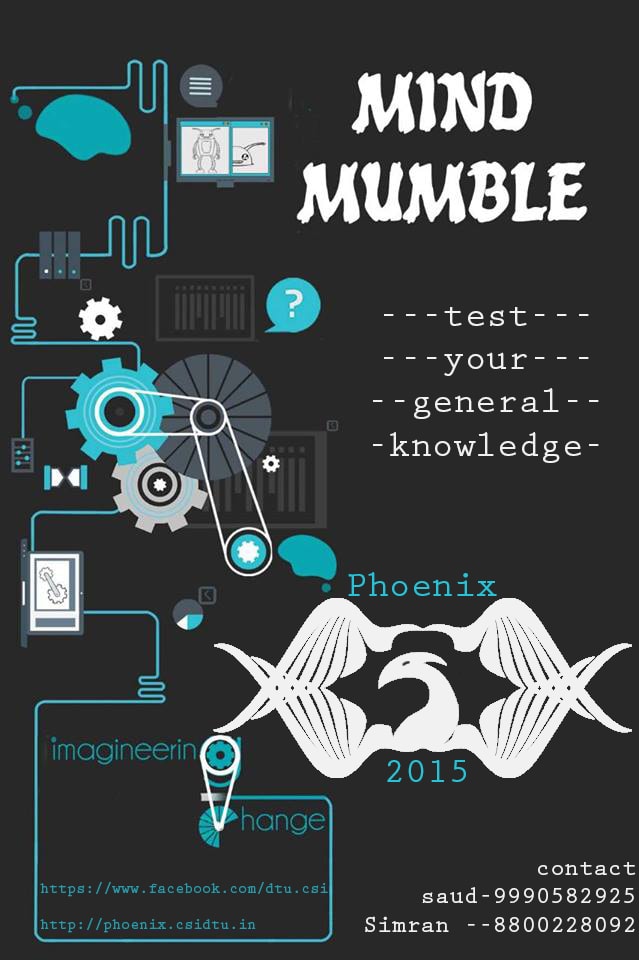 MIND
MUMBLE
?
---test---
---your---
--general--
-knowledge-
Phoenix
2015
imagineering
change
https://www.facebook.com/dtu.csi
http://phoenix.csidtu.in
contact
saud-9990582925
Simran --8800228092